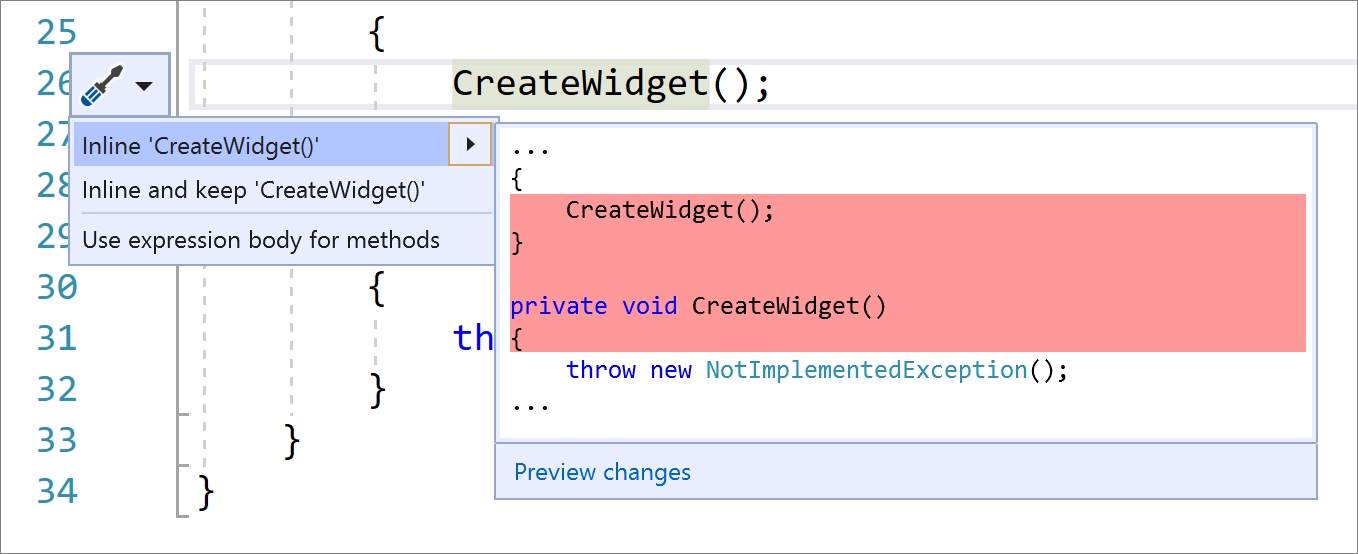 25 {
26 CreateWidget();
27
Inline 'CreateWidget()'
28
Inline and keep 'CreateWidget()'
29
Use expression body for methods
...
{
CreateWidget();
}
private void CreateWidget()
{
throw new NotImplementedException();
...
Preview changes
30 {
31 th
32 }
33 }
34 }